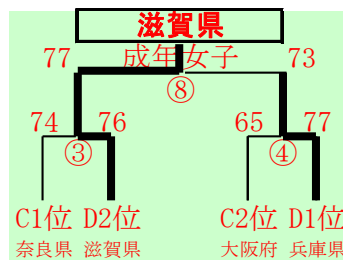 滋賀県
77 成年女子 73
⑧
74 76 65 77
③ ④
C1位 D2位 C2位 D1位
奈良県 滋賀県 大阪府 兵庫県